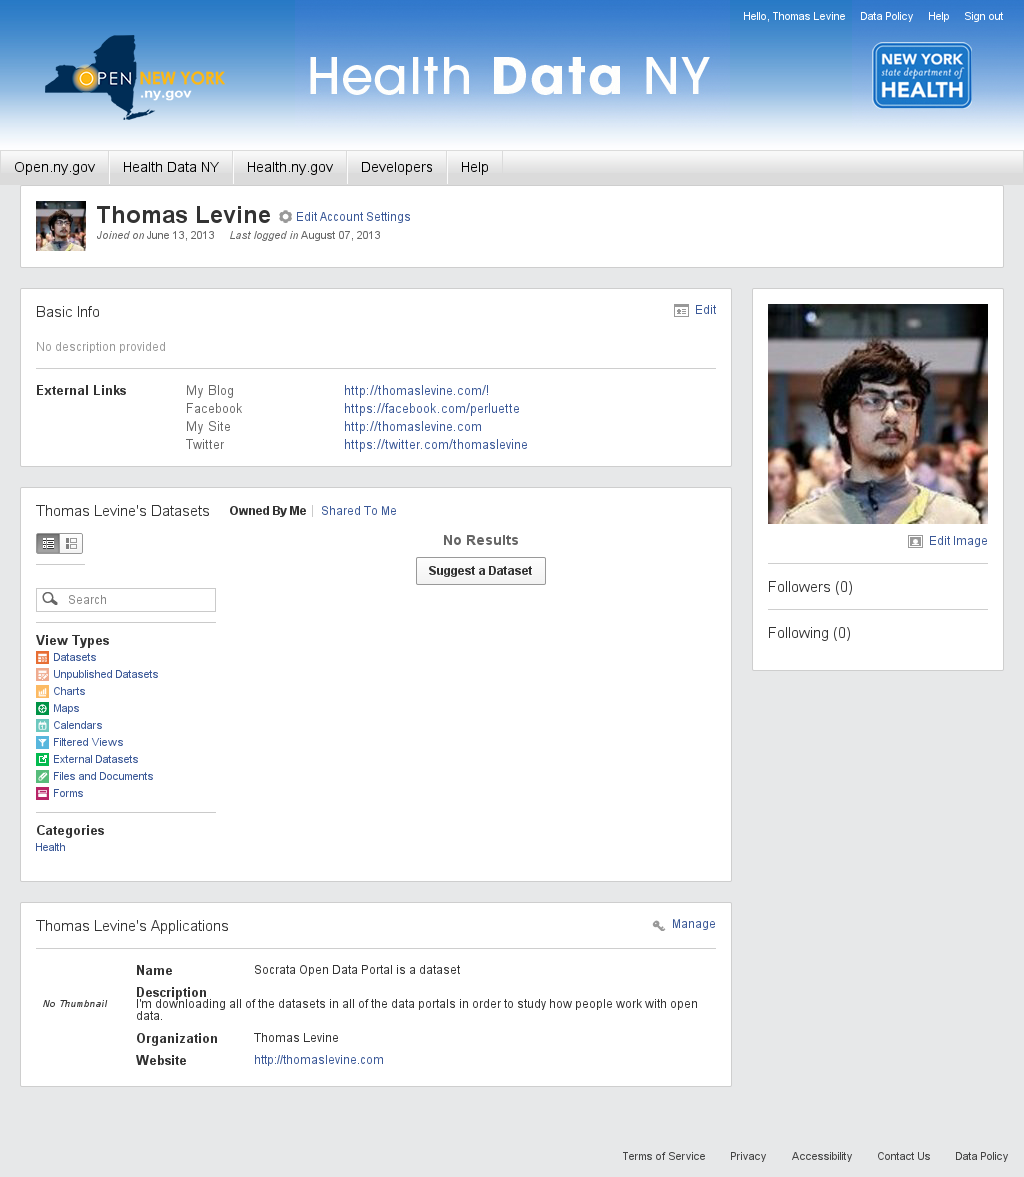 Hello, Thomas Levine Data Policy Help Sign out
OPEN NEW YORK
.ny.gov
Health Data NY
NEW YORK
state department of
HEALTH
Open.ny.gov Health Data NY Health.ny.gov Developers Help
Thomas Levine Edit Account Settings
Joined on June 13, 2013 Last logged in August 07, 2013
Basic Info Edit
No description provided
External Links My Blog http://thomaslevine.com/!
Facebook https://facebook.com/perluette
My Site http://thomaslevine.com
Twitter https://twitter.com/thomaslevine
Edit Image
Followers (0)
Following (0)
Thomas Levine's Datasets Owned By Me Shared To Me
No Results
Suggest a Dataset
Search
View Types
Datasets
Unpublished Datasets
Charts
Maps
Calendars
Filtered Views
External Datasets
Files and Documents
Forms
Categories
Health
Thomas Levine's Applications Manage
No Thumbnail
Name Socrata Open Data Portal is a dataset
Description
I'm downloading all of the datasets in all of the data portals in order to study how people work with open
data.
Organization Thomas Levine
Website http://thomaslevine.com
Terms of Service Privacy Accessibility Contact Us Data Policy